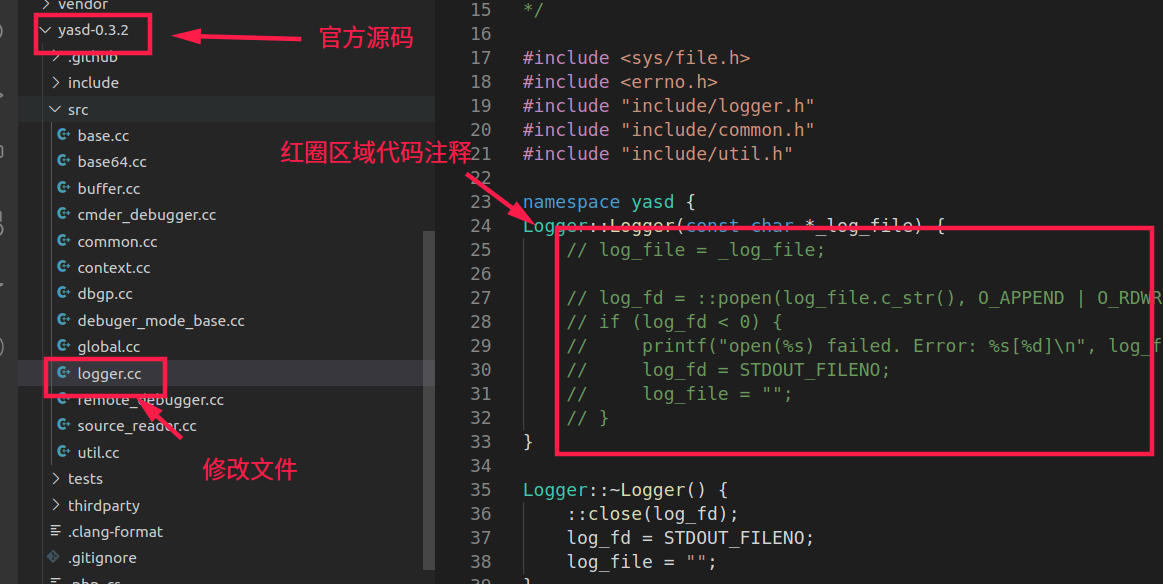 vendor
yasd-0.3.2
官方源码
.github
include
src
base.cc
base64.cc
buffer.cc
cmder_debugger.cc
common.cc
context.cc
dbgp.cc
debuger_mode_base.cc
global.cc
logger.cc
remote_debugger.cc
source_reador.cc
util.cc
修改文件
tests
thirdparty
.clang-format
.gitignore
红圈区域代码注释
15 */
16
17 #include <sys/file.h>
18 #include <errno.h>
19 #include "include/logger.h"
20 #include "include/common.h"
21 #include "include/util.h"
22
23 namespace yasd {
24 Logger::Logger(const char *_log_file) {
25 // log_file = _log_file;
26
27 // log_fd = ::popen(log_file.c_str(), O_APPEND | O_RDWR
28 // if (log_fd < 0) {
29 //     printf("open(%s) failed. Error: %s[%d]\n", log_f
30 //     log_fd = STDOUT_FILENO;
31 //     log_file = "";
32 // }
33 }
34
35 Logger::~Logger() {
36 ::close(log_fd);
37 log_fd = STDOUT_FILENO;
38 log_file = "";